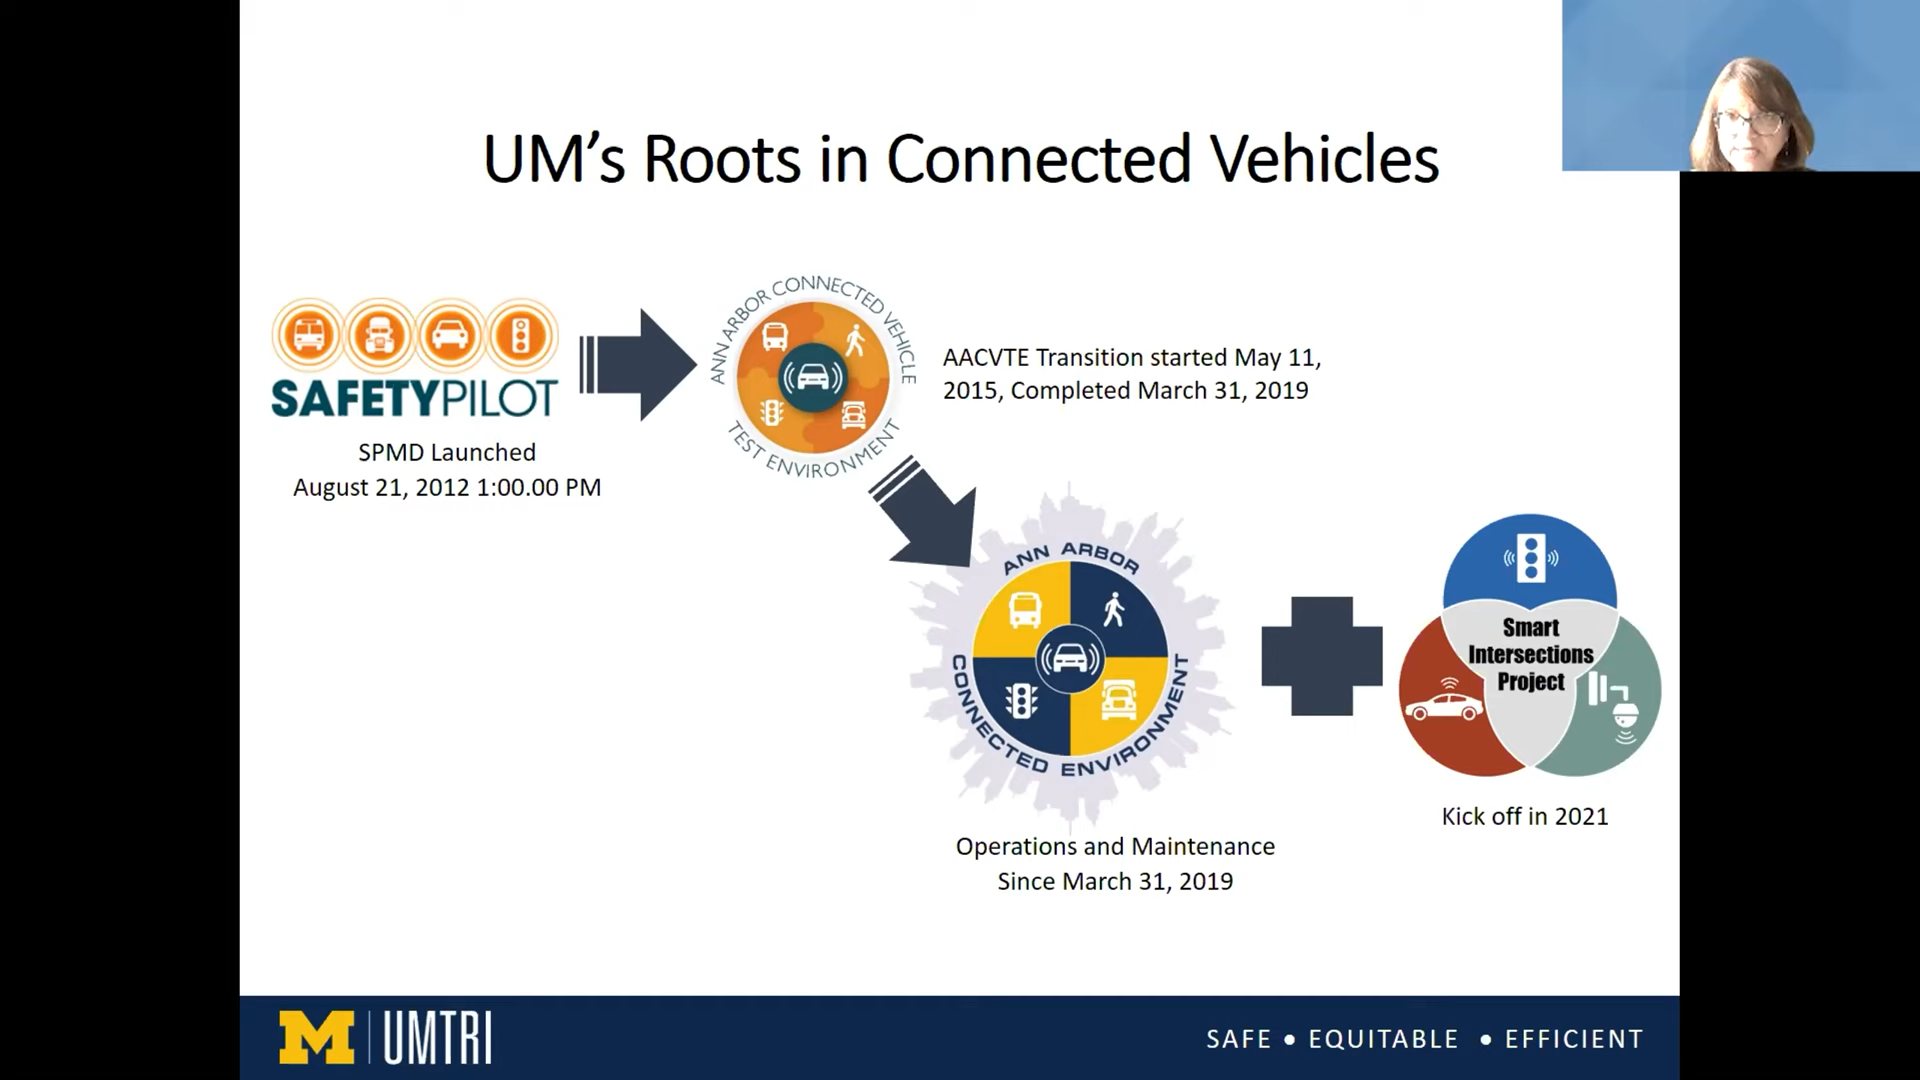 UM’s Roots in Connected Vehicles
SAFETYPILOT
SPMD Launched
August 21, 2012 1:00.00 PM
ANN ARBOR CONNECTED VEHICLE
TEST ENVIRONMENT
AACVTE Transition started May 11,
2015, Completed March 31, 2019
ANN ARBOR
CONNECTED ENVIRONMENT
Operations and Maintenance
Since March 31, 2019
Smart
Intersections
Project
Kick off in 2021
M UMTRI
SAFE • EQUITABLE • EFFICIENT